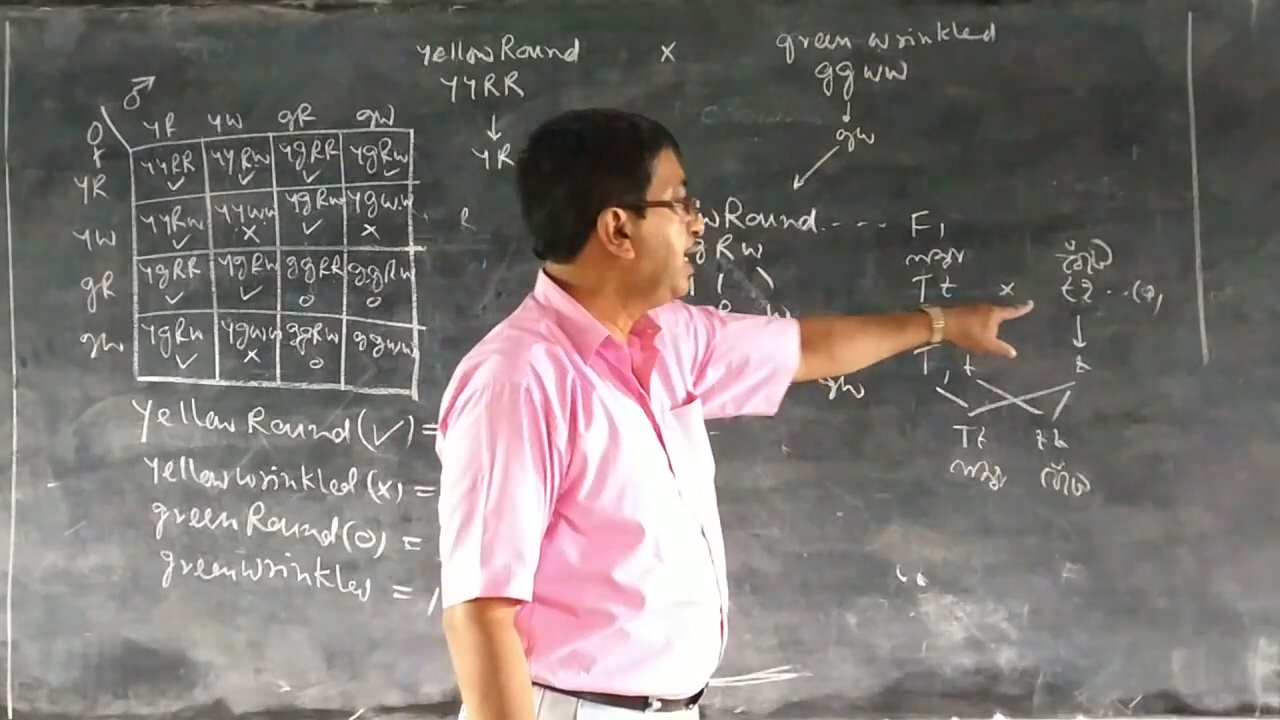 yellow Round x green wrinkled
YYRR ggww
YR gw
♂
♀
YR YW gR gW
YYRR YYRw YgRR YgRw
YR ✓ ✓ ✓ ✓
YYRw YYww YgRw Ygww
YW ✓ x ✓ x
YgRR YgRw ggRR ggRw
gR ✓ ✓ o o
YgRw Ygww ggRw ggww
gw ✓ x o
wRound.... F1
gRw
Tt x tt
T, t t
gw
Tt tt
yellow Round (✓) =
yellow wrinkled (x) =
green Round (o) =
green wrinkled = 1